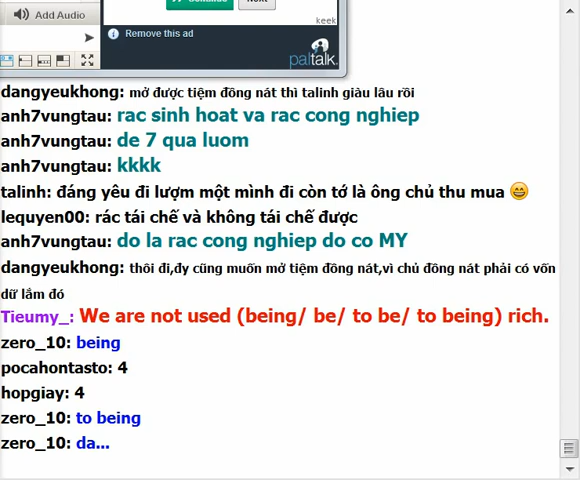 Add Audio
keek
Remove this ad
paltalk
dangyeukhong: mở được tiệm đồng nát thì talinh giàu lâu rồi
anh7vungtau: rac sinh hoat va rac cong nghiep
anh7vungtau: de 7 qua luom
anh7vungtau: kkkk
talinh: đáng yêu đi lượm một mình đi còn tớ là ông chủ thu mua 😄
lequyen00: rác tái chế và không tái chế được
anh7vungtau: do la rac cong nghiep do co MY
dangyeukhong: thôi đi,đy cũng muốn mở tiệm đồng nát,vì chủ đồng nát phải có vốn
dữ lắm đó
Tieumy_: We are not used (being/ be/ to be/ to being) rich.
zero_10: being
pocahontasto: 4
hopgiay: 4
zero_10: to being
zero_10: da...